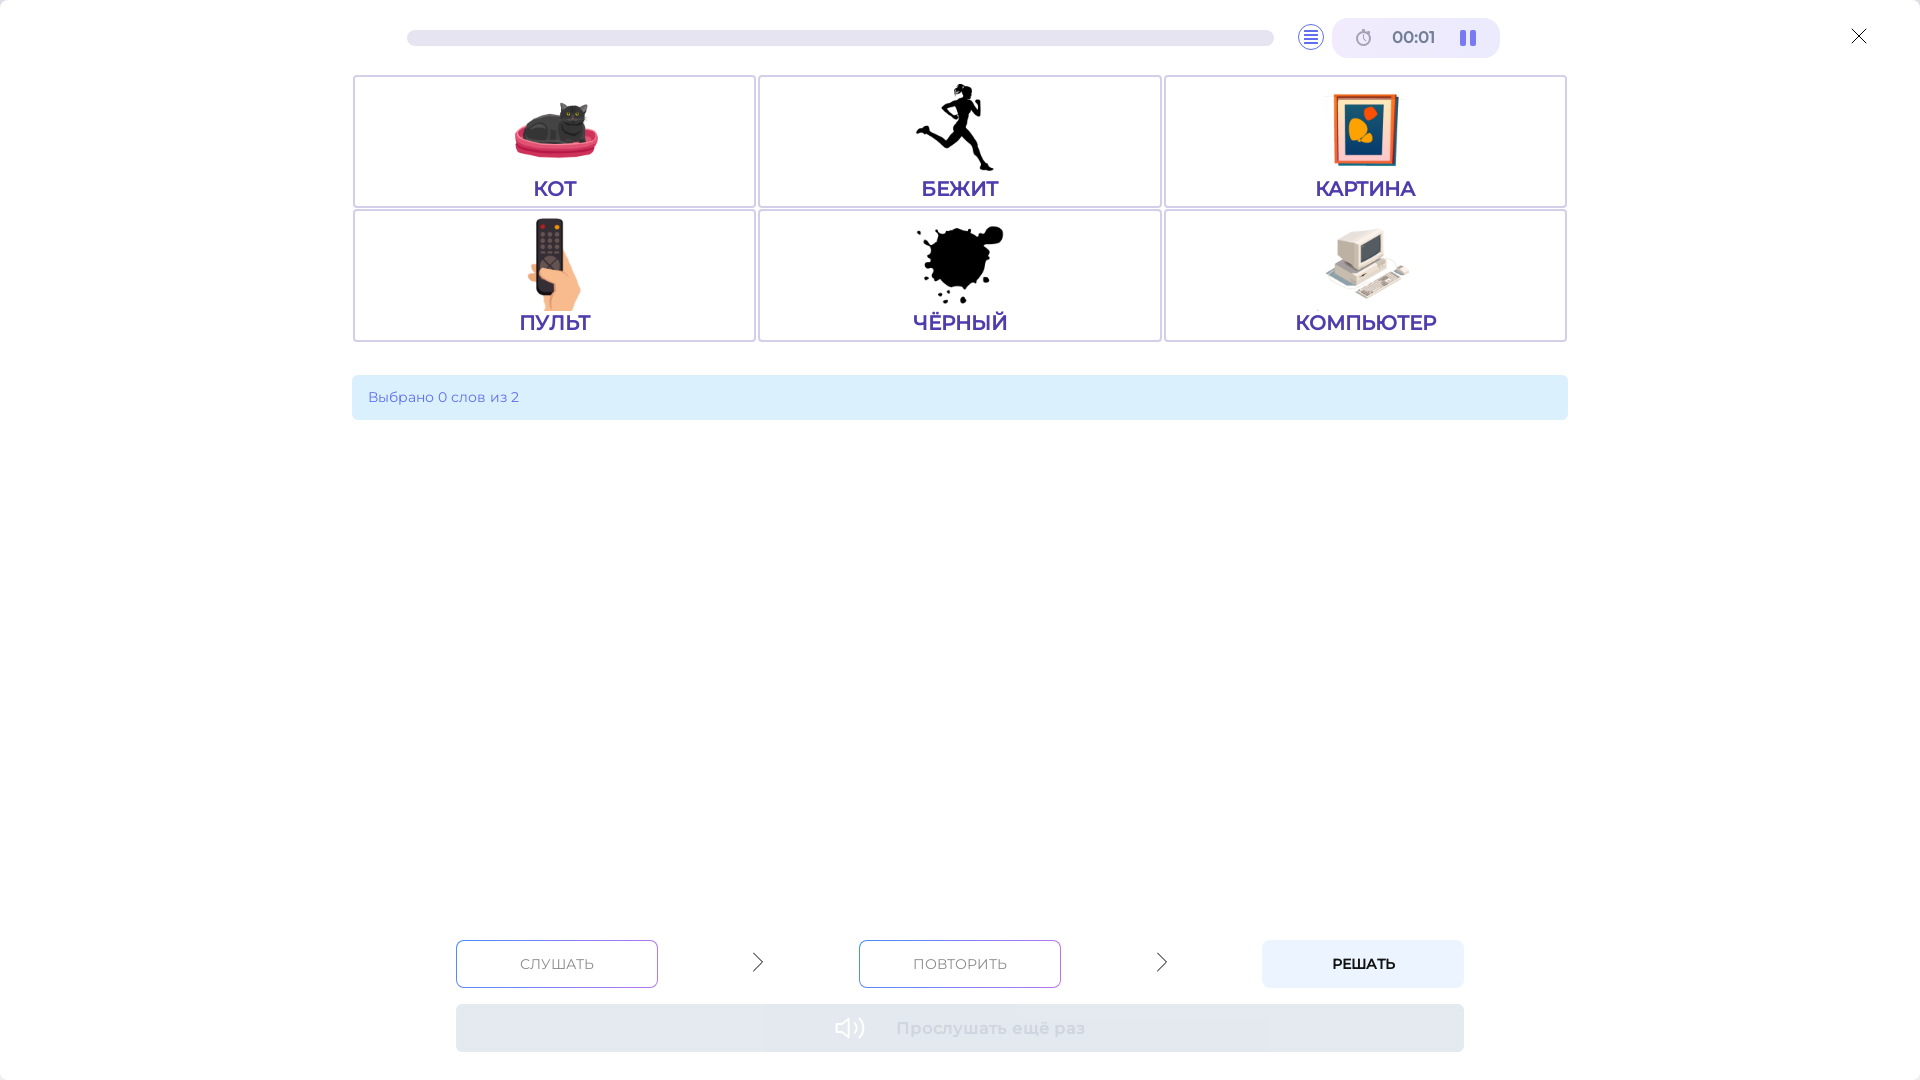 00:01
КОТ
БЕЖИТ
КАРТИНА
ПУЛЬТ
ЧЁРНЫЙ
КОМПЬЮТЕР
Выбрано 0 слов из 2
СЛУШАТЬ
ПОВТОРИТЬ
РЕШАТЬ
Прослушать ещё раз